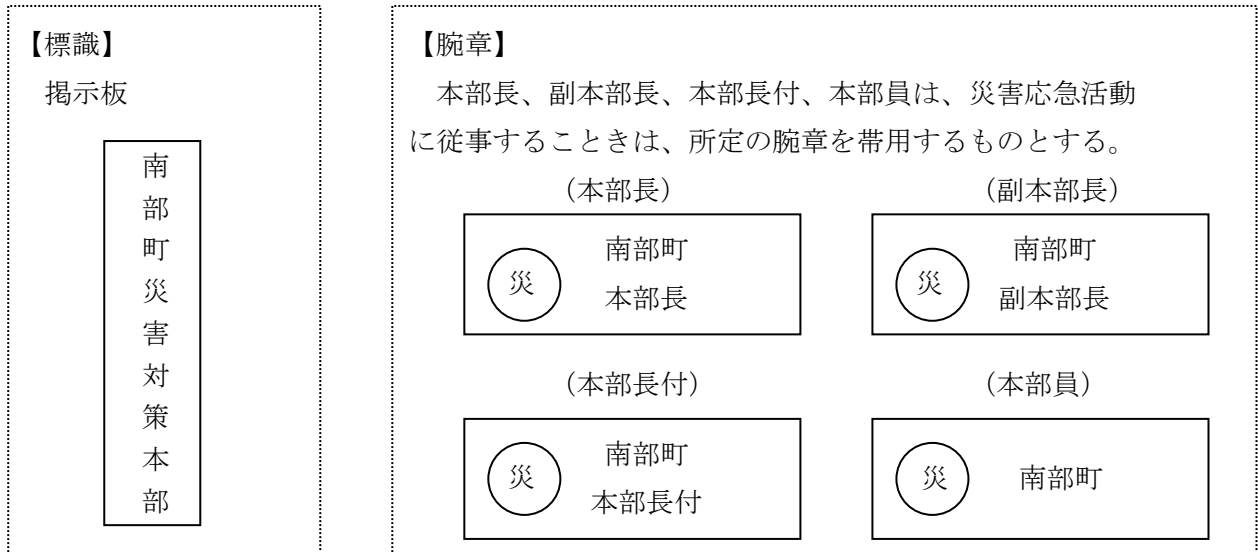 【標識】
掲示板
南部町災害対策本部
【腕章】
本部長、副本部長、本部長付、本部員は、災害応急活動
に従事することきは、所定の腕章を帯用するものとする。
（本部長）
災
南部町
本部長
（副本部長）
災
南部町
副本部長
（本部長付）
災
南部町
本部長付
（本部員）
災
南部町